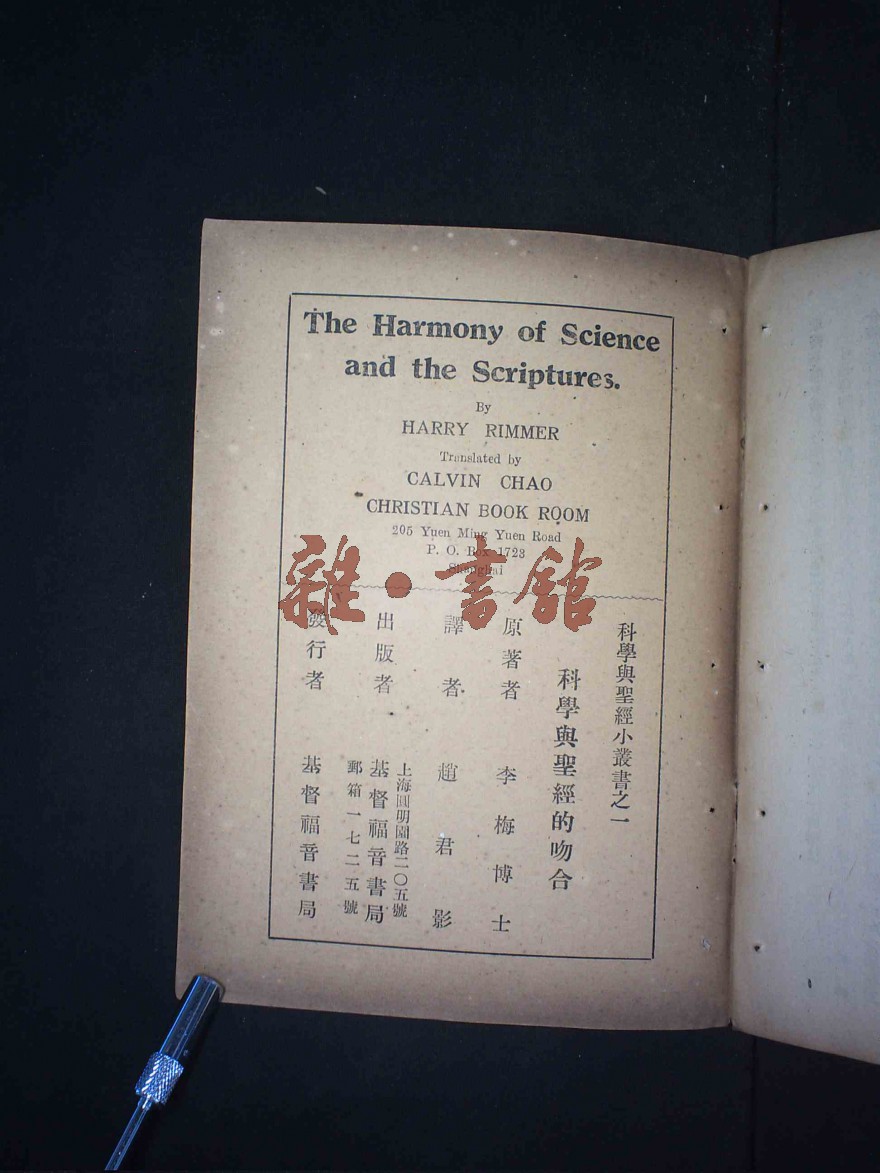 The Harmony of Science
and the Scriptures.
By
HARRY RIMMER
Translated by
CALVIN CHAO
CHRISTIAN BOOK ROOM
205 Yuen Ming Yuen Road
P. O. Box 1723
Shanghai
雜·書館
科學與聖經小叢書之一
科學與聖經的吻合
原著者 李梅博士
譯者 趙君影
上海圓明園路二〇五號
出版者 基督福音書局
郵箱一七二五號
發行者 基督福音書局